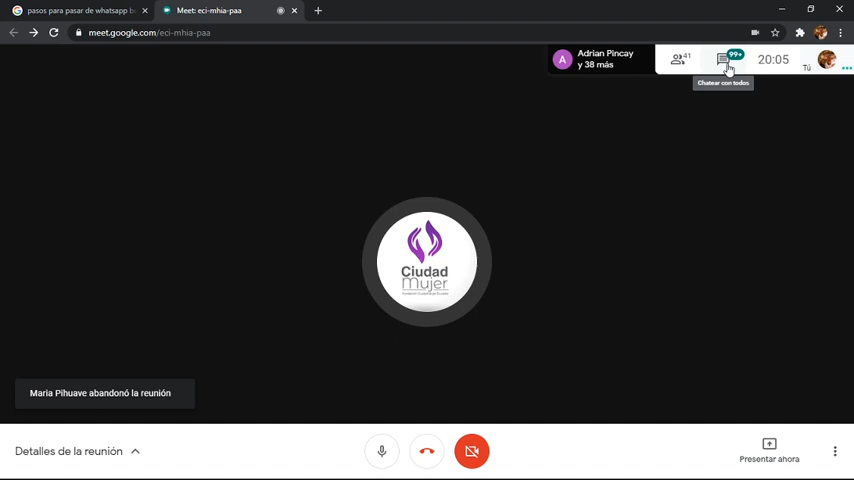 pasos para pasar de whatsapp bu
Meet: eci-mhia-paa
meet.google.com/eci-mhia-paa
A
Adrian Pincay
y 38 más
41
99+
20:05
Tú
Chatear con todos
Ciudad
Mujer
Maria Pihuave abandonó la reunión
Detalles de la reunión
Presentar ahora